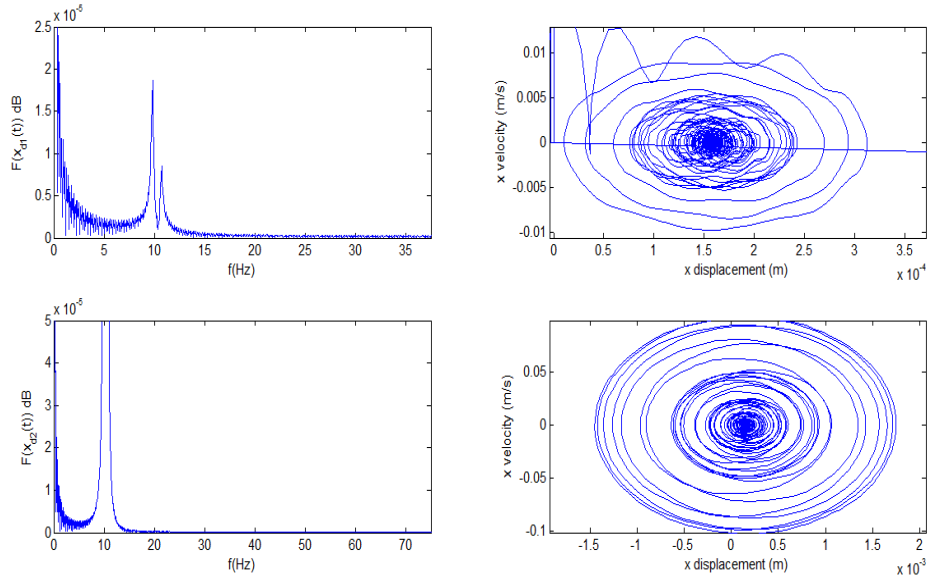 x 10^-5
2.5
2
1.5
1
0.5
0
F(x_d1(t)) dB
0 5 10 15 20 25 30 35
f(Hz)
0.01
0.005
0
-0.005
-0.01
x velocity (m/s)
0 0.5 1 1.5 2 2.5 3 3.5
x displacement (m)
x 10^-4
x 10^-5
5
4
3
2
1
0
F(x_d2(t)) dB
0 10 20 30 40 50 60 70
f(Hz)
0.05
0
-0.05
-0.1
x velocity (m/s)
-1.5 -1 -0.5 0 0.5 1 1.5 2
x displacement (m)
x 10^-3